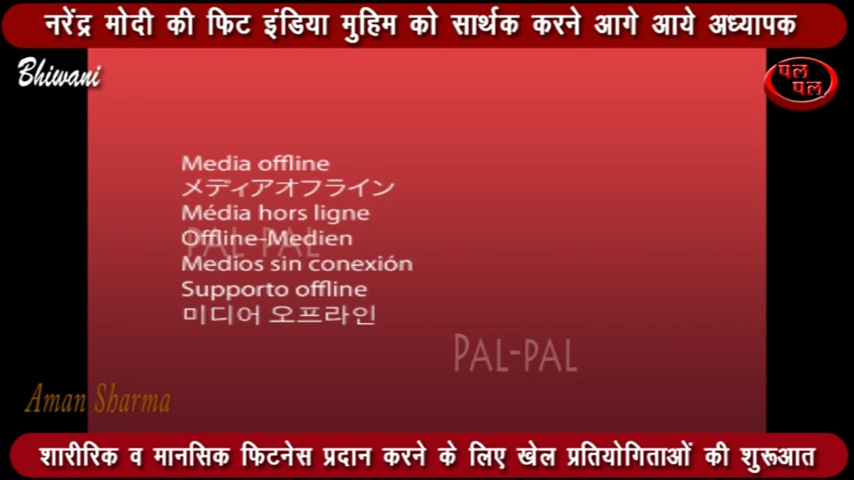 नरेंद्र मोदी की फिट इंडिया मुहिम को सार्थक करने आगे आये अध्यापक
Bhiwani
पल
पल
Media offline
メディアオフライン
Média hors ligne
PAL-PAL
Offline-Medien
Medios sin conexión
Supporto offline
미디어 오프라인
PAL-PAL
Aman Sharma
शारीरिक व मानसिक फिटनेस प्रदान करने के लिए खेल प्रतियोगिताओं की शुरूआत